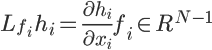 $L_{f_i} h_i = \frac{\partial h_i}{\partial x_i} f_i \in R^{N-1}$